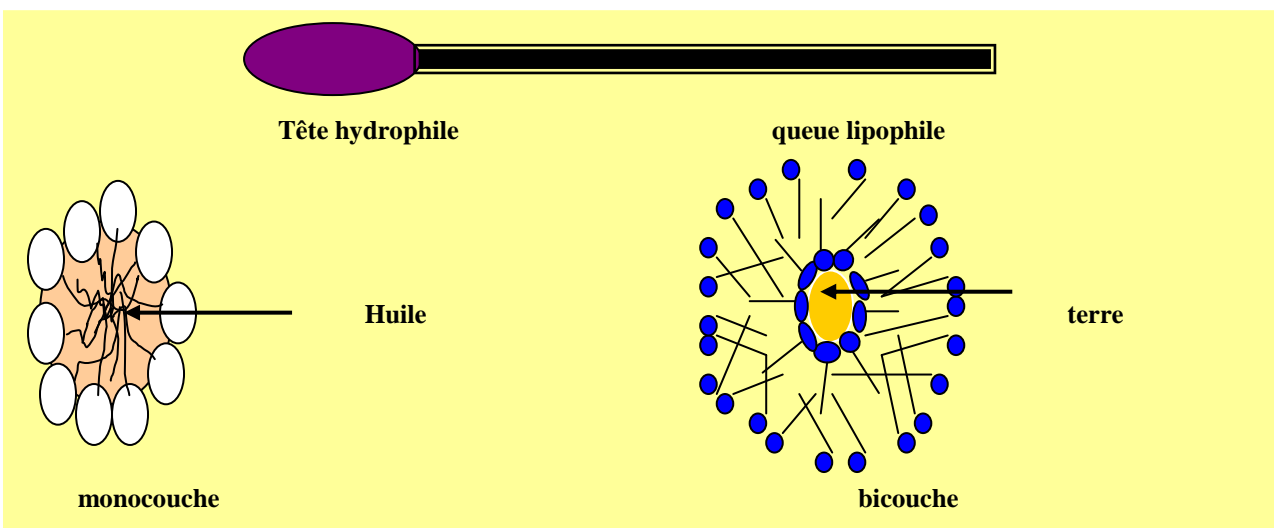 Tête hydrophile
queue lipophile
Huile
terre
monocouche
bicouche